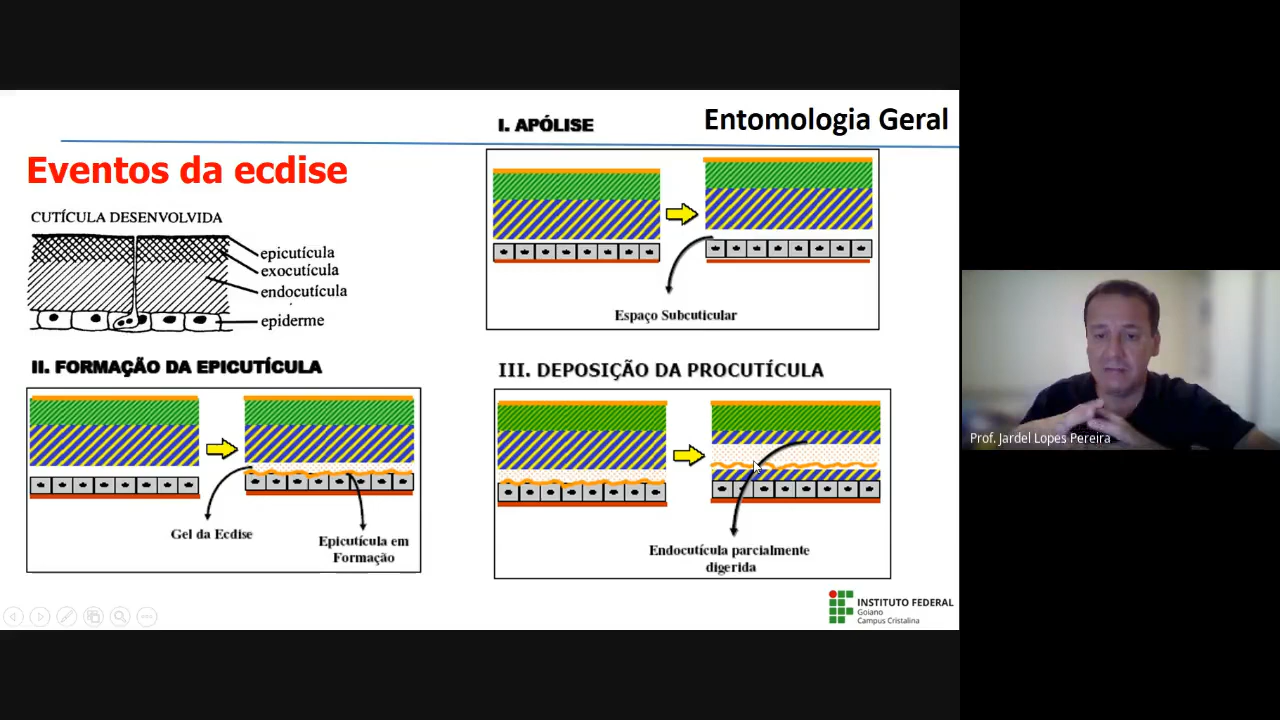 Entomologia Geral
Eventos da ecdise
CUTÍCULA DESENVOLVIDA
epicutícula
exocutícula
endocutícula
epiderme
I. APÓLISE
Espaço Subcuticular
II. FORMAÇÃO DA EPICUTÍCULA
Gel da Ecdise
Epicutícula em
Formação
III. DEPOSIÇÃO DA PROCUTÍCULA
Endocutícula parcialmente
digerida
INSTITUTO FEDERAL
Goiano
Campus Cristalina
Prof. Jardel Lopes Pereira